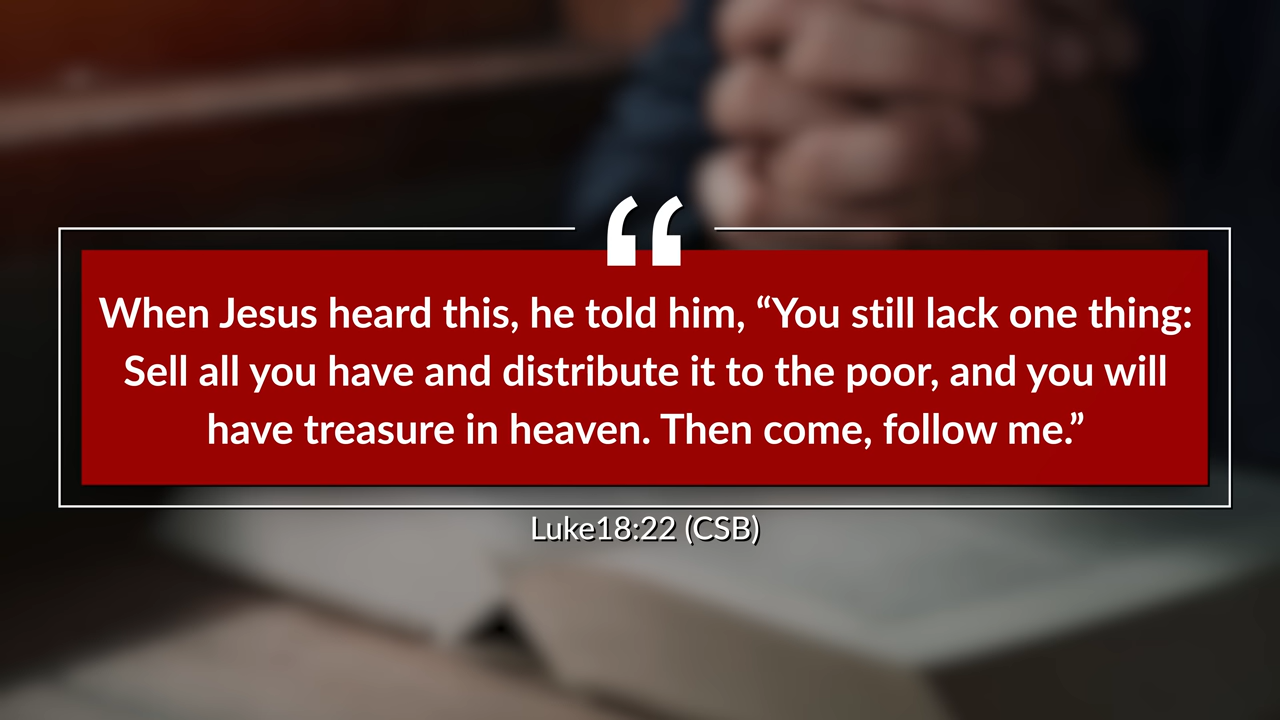 “
When Jesus heard this, he told him, “You still lack one thing:
Sell all you have and distribute it to the poor, and you will
have treasure in heaven. Then come, follow me.”
Luke18:22 (CSB)